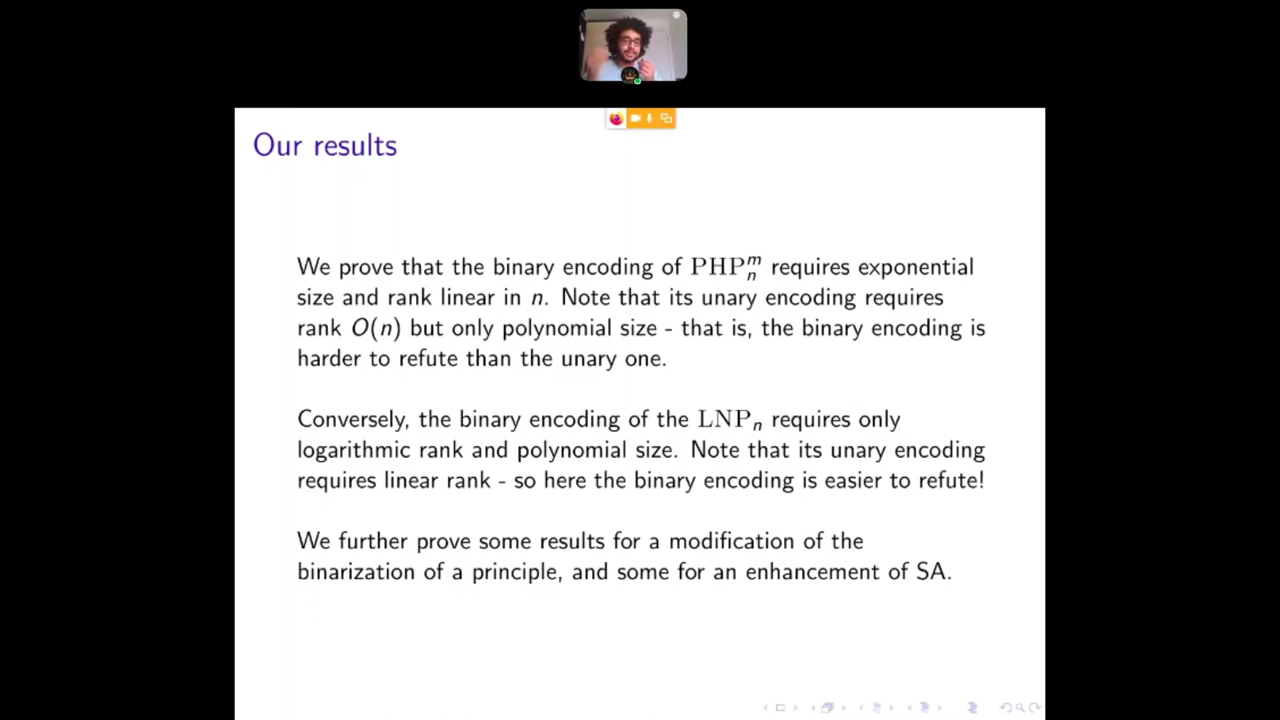 Our results
We prove that the binary encoding of PHPₙᵐ requires exponential
size and rank linear in n. Note that its unary encoding requires
rank O(n) but only polynomial size - that is, the binary encoding is
harder to refute than the unary one.
Conversely, the binary encoding of the LNPₙ requires only
logarithmic rank and polynomial size. Note that its unary encoding
requires linear rank - so here the binary encoding is easier to refute!
We further prove some results for a modification of the
binarization of a principle, and some for an enhancement of SA.